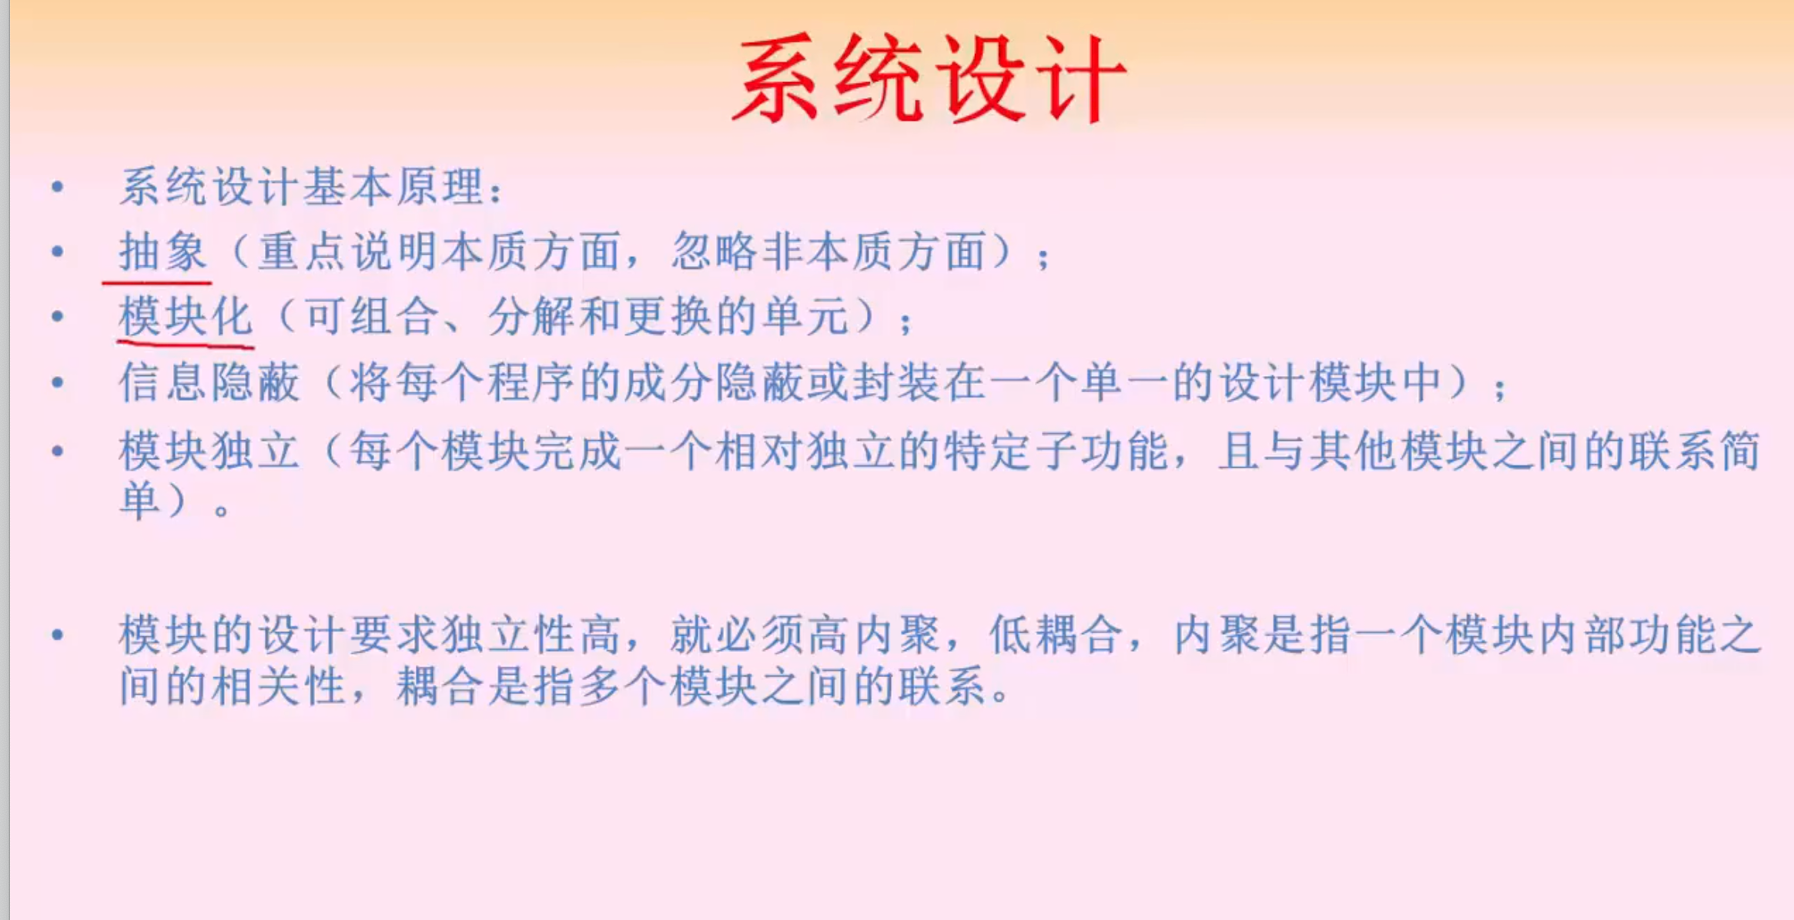 系统设计
• 系统设计基本原理：
• 抽象（重点说明本质方面，忽略非本质方面）；
• 模块化（可组合、分解和更换的单元）；
• 信息隐蔽（将每个程序的成分隐蔽或封装在一个单一的设计模块中）；
• 模块独立（每个模块完成一个相对独立的特定子功能，且与其他模块之间的联系简
单）。
• 模块的设计要求独立性高，就必须高内聚，低耦合，内聚是指一个模块内部功能之
间的相关性，耦合是指多个模块之间的联系。